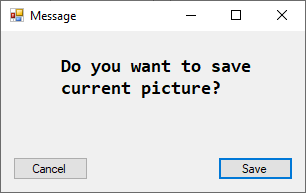 Message
Do you want to save
current picture?
Cancel
Save